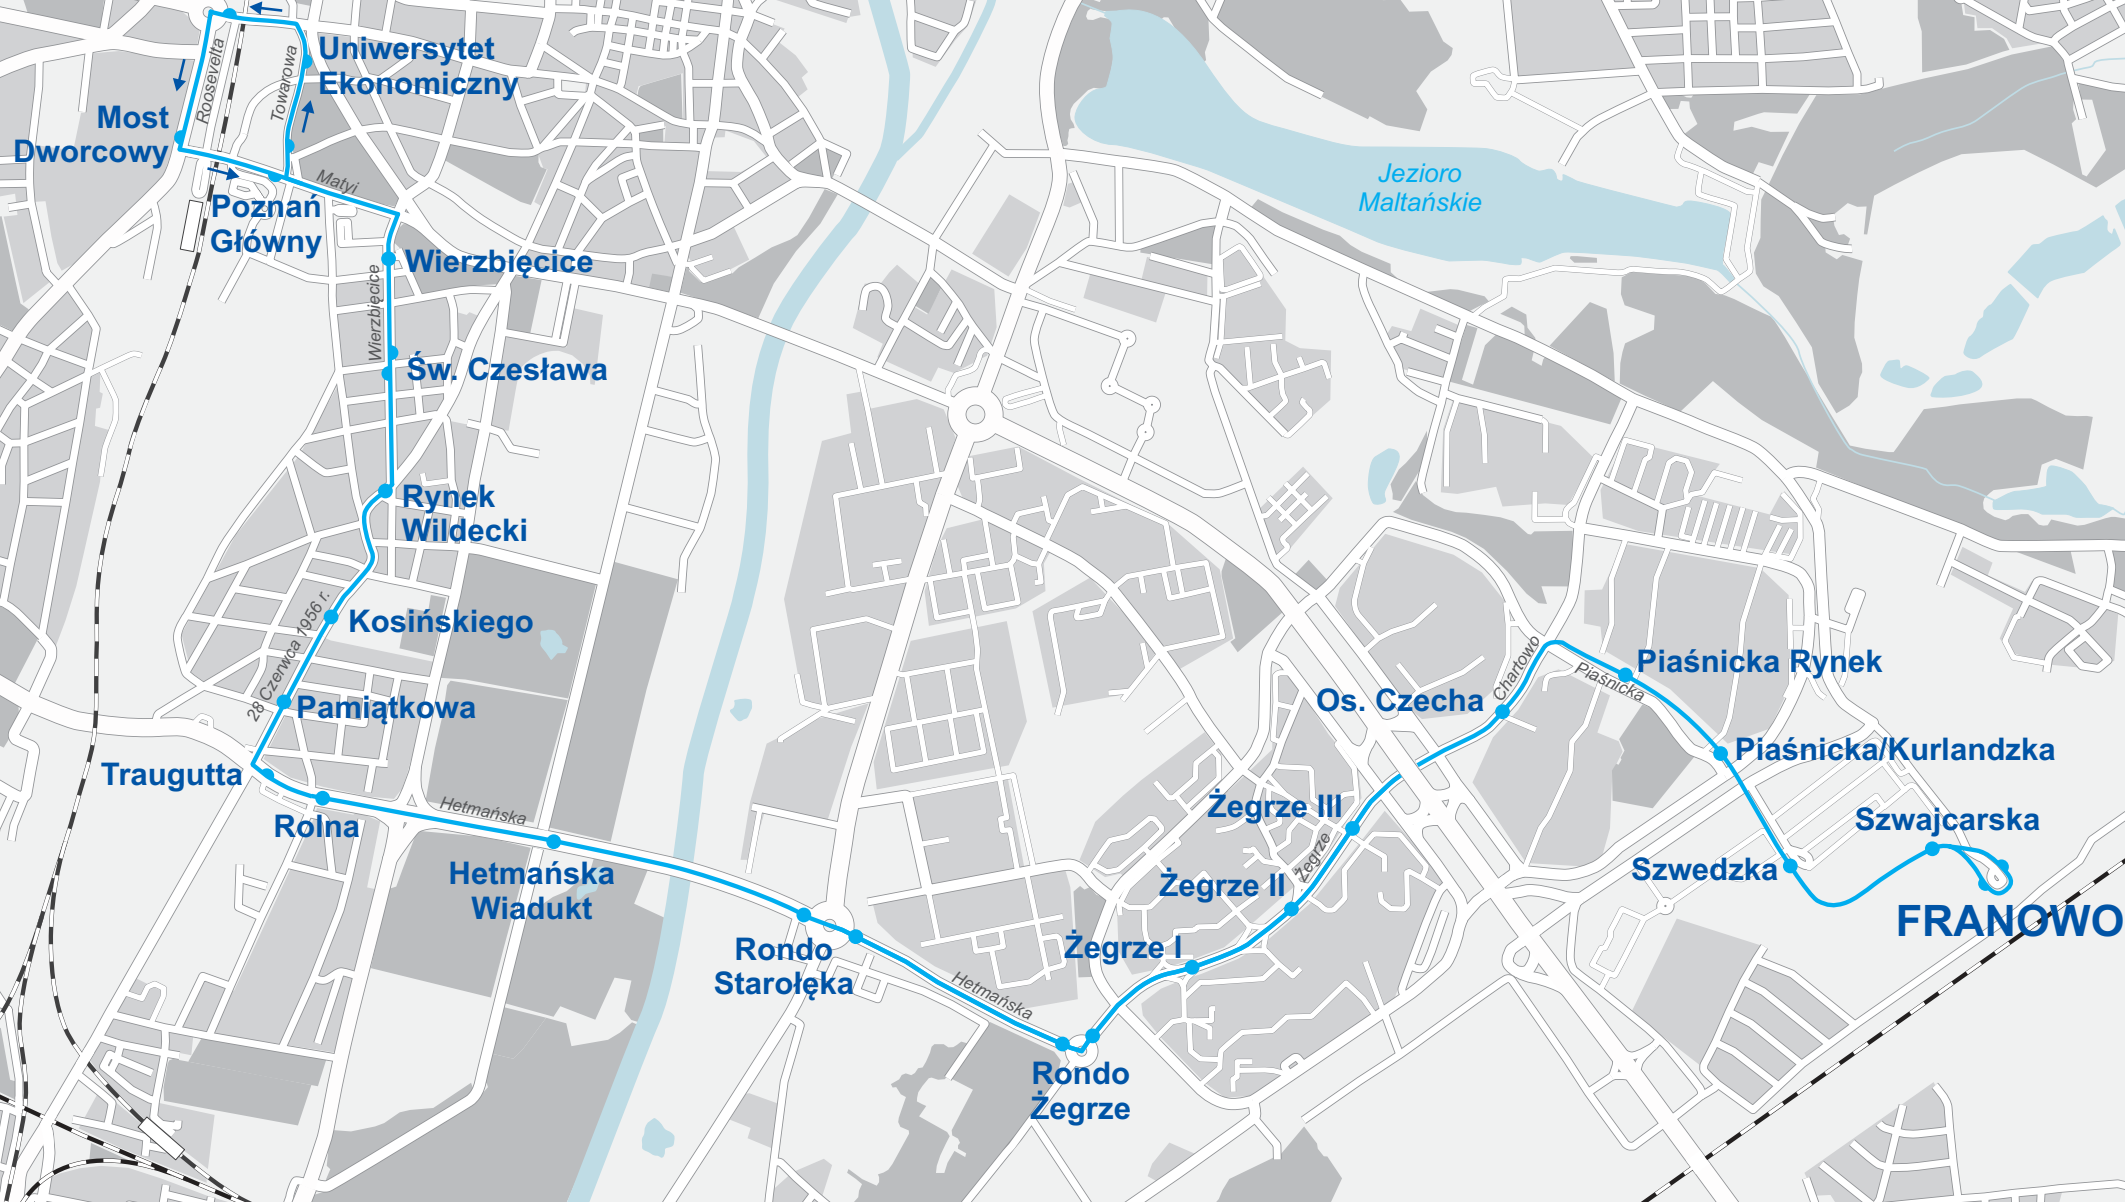 Uniwersytet
Ekonomiczny
Roosevelta
Towarowa
Most
Dworcowy
Matyi
Poznań
Główny
Jezioro
Maltańskie
Wierzbięcice
Wierzbięcice
Św. Czesława
Rynek
Wildecki
28 Czerwca 1956 r.
Kosińskiego
Pamiątkowa
Traugutta
Rolna
Hetmańska
Hetmańska
Wiadukt
Rondo
Starołęka
Hetmańska
Rondo
Żegrze
Żegrze I
Żegrze II
Żegrze
Żegrze III
Os. Czecha
Chartowo
Piaśnicka
Piaśnicka Rynek
Piaśnicka/Kurlandzka
Szwedzka
Szwajcarska
FRANOWO